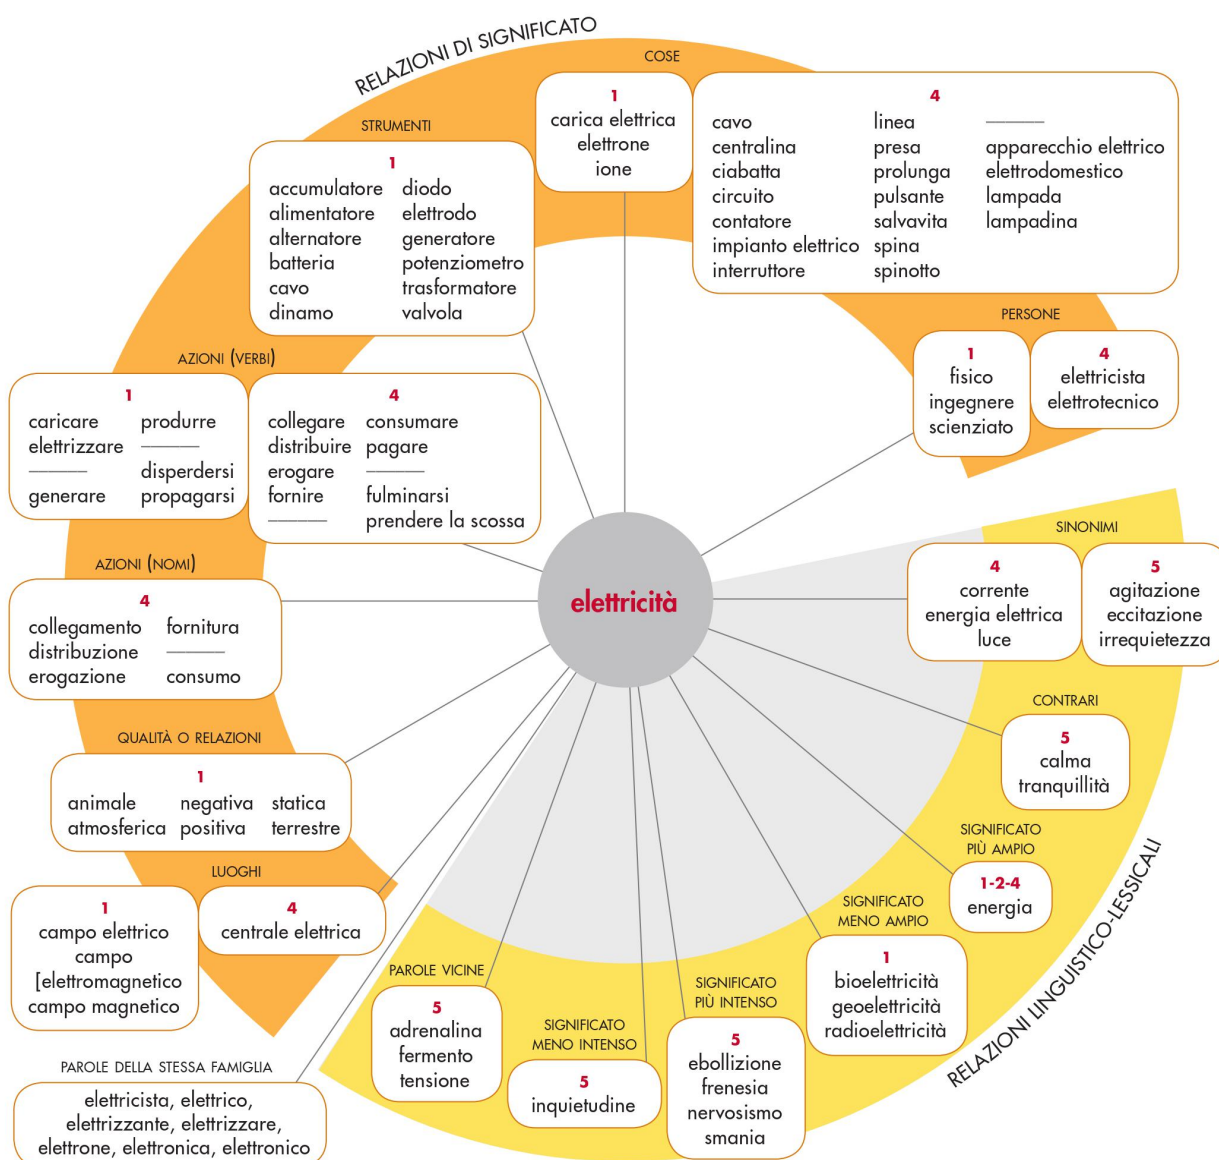 RELAZIONI DI SIGNIFICATO
COSE
1
carica elettrica
elettrone
ione
4
cavo
centralina
ciabatta
circuito
contatore
impianto elettrico
interruttore
linea
presa
prolunga
pulsante
salvavita
spina
spinotto
apparecchio elettrico
elettrodomestico
lampada
lampadina
STRUMENTI
1
accumulatore
alimentatore
alternatore
batteria
cavo
dinamo
diodo
elettrodo
generatore
potenziometro
trasformatore
valvola
PERSONE
1
fisico
ingegnere
scienziato
4
elettricista
elettrotecnico
AZIONI (VERBI)
1
caricare
elettrizzare
generare
produrre
disperdersi
propagarsi
4
collegare
distribuire
erogare
fornire
consumare
pagare
fulminarsi
prendere la scossa
AZIONI (NOMI)
4
collegamento
distribuzione
erogazione
fornitura
consumo
QUALITÀ O RELAZIONI
1
animale
atmosferica
negativa
positiva
statica
terrestre
LUOGHI
1
campo elettrico
campo
[elettromagnetico
campo magnetico
4
centrale elettrica
PAROLE DELLA STESSA FAMIGLIA
elettricista, elettrico,
elettrizzante, elettrizzare,
elettrone, elettronica, elettronico
elettricità
SINONIMI
4
corrente
energia elettrica
luce
5
agitazione
eccitazione
irrequietezza
CONTRARI
5
calma
tranquillità
SIGNIFICATO
PIÙ AMPIO
1-2-4
energia
SIGNIFICATO
MENO AMPIO
1
bioelettricità
geoelettricità
radioelettricità
SIGNIFICATO
PIÙ INTENSO
5
ebollizione
frenesia
nervosismo
smania
SIGNIFICATO
MENO INTENSO
5
inquietudine
PAROLE VICINE
5
adrenalina
fermento
tensione
RELAZIONI LINGUISTICO-LESSICALI